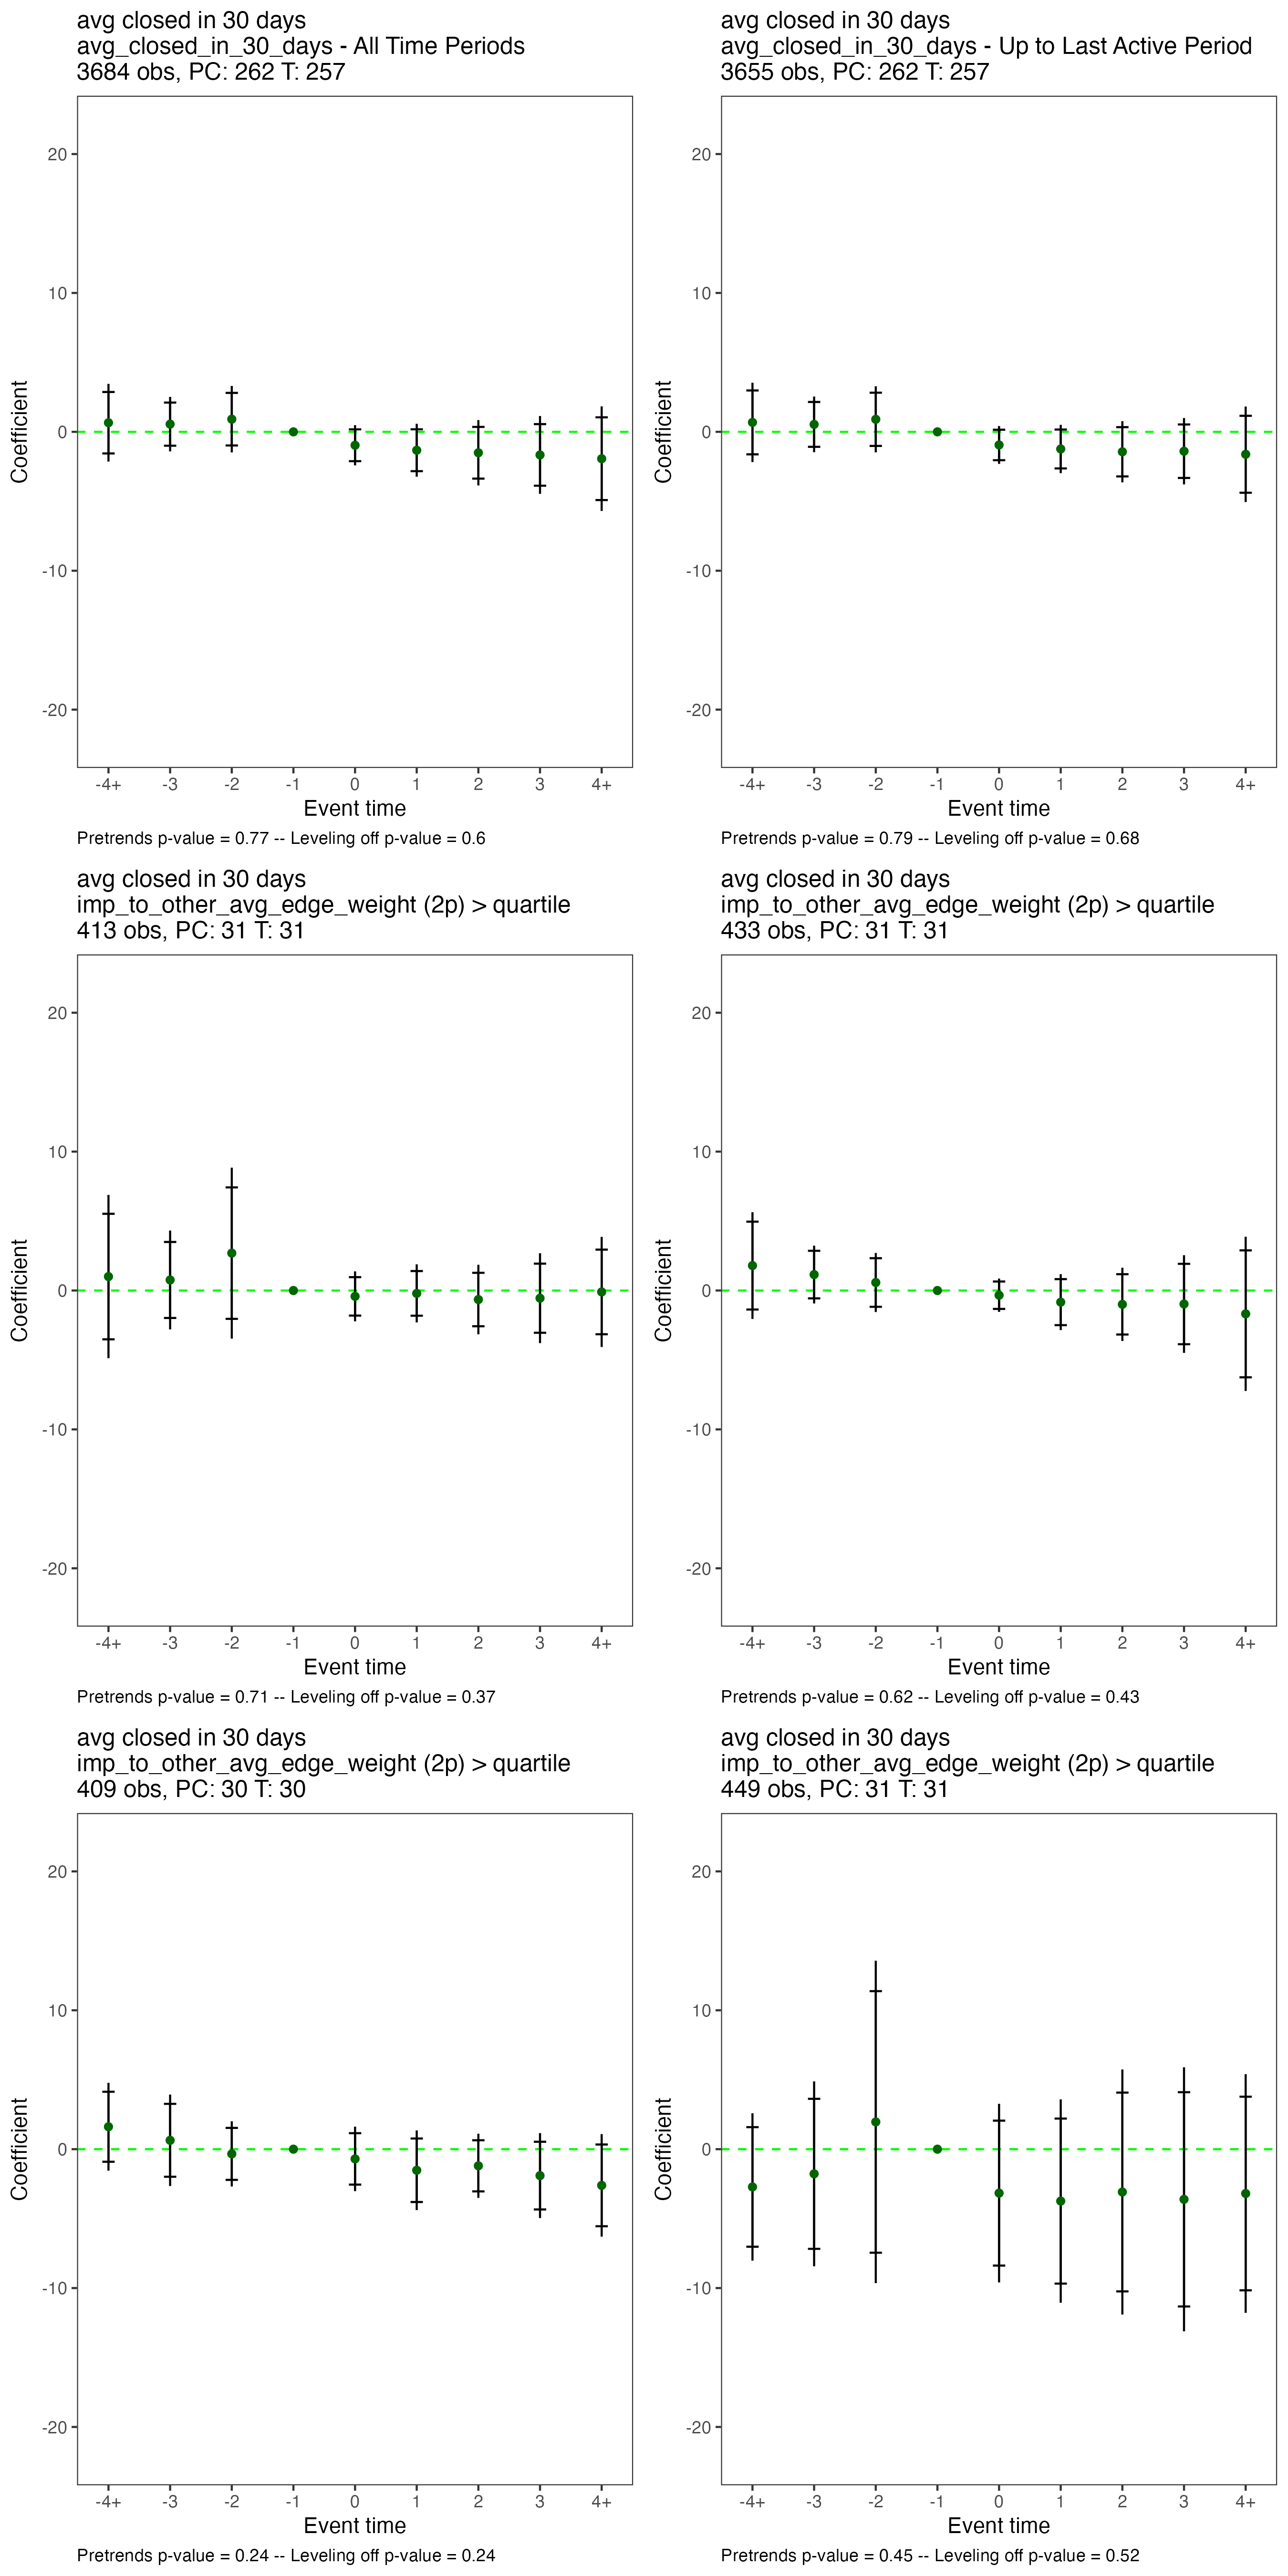 avg closed in 30 days
avg_closed_in_30_days - All Time Periods
3684 obs, PC: 262 T: 257
20
10
0
-10
-20
Coefficient
-4+ -3 -2 -1 0 1 2 3 4+
Event time
Pretrends p-value = 0.77 -- Leveling off p-value = 0.6
avg closed in 30 days
avg_closed_in_30_days - Up to Last Active Period
3655 obs, PC: 262 T: 257
20
10
0
-10
-20
Coefficient
-4+ -3 -2 -1 0 1 2 3 4+
Event time
Pretrends p-value = 0.79 -- Leveling off p-value = 0.68
avg closed in 30 days
imp_to_other_avg_edge_weight (2p) > quartile
413 obs, PC: 31 T: 31
20
10
0
-10
-20
Coefficient
-4+ -3 -2 -1 0 1 2 3 4+
Event time
Pretrends p-value = 0.71 -- Leveling off p-value = 0.37
avg closed in 30 days
imp_to_other_avg_edge_weight (2p) > quartile
433 obs, PC: 31 T: 31
20
10
0
-10
-20
Coefficient
-4+ -3 -2 -1 0 1 2 3 4+
Event time
Pretrends p-value = 0.62 -- Leveling off p-value = 0.43
avg closed in 30 days
imp_to_other_avg_edge_weight (2p) > quartile
409 obs, PC: 30 T: 30
20
10
0
-10
-20
Coefficient
-4+ -3 -2 -1 0 1 2 3 4+
Event time
Pretrends p-value = 0.24 -- Leveling off p-value = 0.24
avg closed in 30 days
imp_to_other_avg_edge_weight (2p) > quartile
449 obs, PC: 31 T: 31
20
10
0
-10
-20
Coefficient
-4+ -3 -2 -1 0 1 2 3 4+
Event time
Pretrends p-value = 0.45 -- Leveling off p-value = 0.52